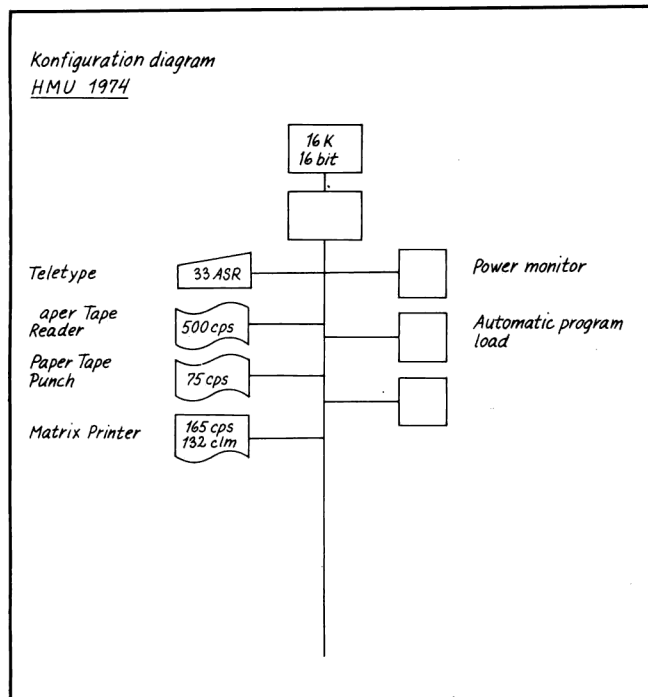 Konfiguration diagram
HMU 1974
16K
16 bit
Teletype
33 ASR
Power monitor
aper Tape
Reader
500 cps
Automatic program
load
Paper Tape
Punch
75 cps
Matrix Printer
165 cps
132 clm